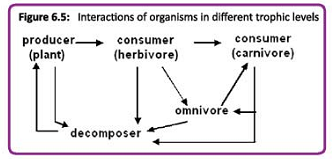 Figure 6.5: Interactions of organisms in different trophic levels
producer consumer consumer
(plant) (herbivore) (carnivore)
omnivore
decomposer